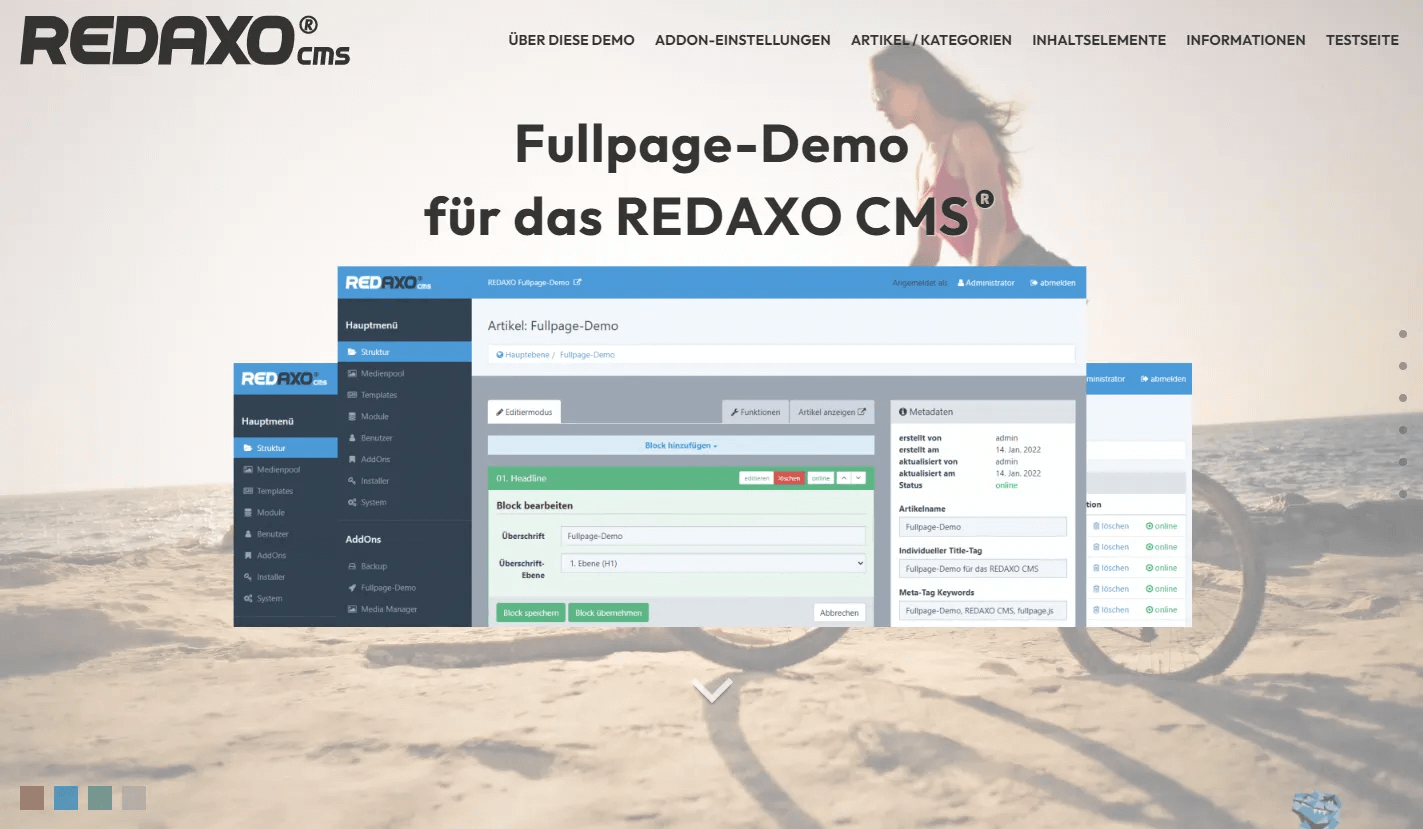 REDAXO® cms
ÜBER DIESE DEMO ADDON-EINSTELLUNGEN ARTIKEL / KATEGORIEN INHALTSELEMENTE INFORMATIONEN TESTSEITE
Fullpage-Demo
für das REDAXO CMS®
REDAXO® cms
REDAXO Fullpage-Demo
Angemeldet als Administrator abmelden
Hauptmenü
Struktur
Medienpool
Templates
Module
Benutzer
AddOns
Installer
System
AddOns
Backup
Fullpage-Demo
Media Manager
Artikel: Fullpage-Demo
Hauptebene / Fullpage-Demo
Editiermodus
Funktionen
Artikel anzeigen
Block hinzufügen
01. Headline
editieren löschen online
Block bearbeiten
Überschrift Fullpage-Demo
Überschrift-
Ebene
1. Ebene (H1)
Block speichern Block übernehmen Abbrechen
Metadaten
erstellt von admin
erstellt am 14. Jan. 2022
aktualisiert von admin
aktualisiert am 14. Jan. 2022
Status online
Artikelname
Fullpage-Demo
Individueller Title-Tag
Fullpage-Demo für das REDAXO CMS
Meta-Tag Keywords
Fullpage-Demo, REDAXO CMS, fullpage.js
REDAXO® cms
Hauptmenü
Struktur
Medienpool
Templates
Module
Benutzer
AddOns
Installer
System
ministrator abmelden
tion
löschen online
löschen online
löschen online
löschen online
löschen online